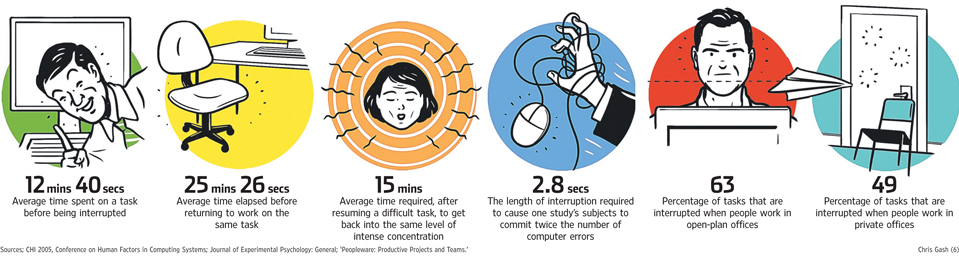 12 mins 40 secs
Average time spent on a task
before being interrupted
25 mins 26 secs
Average time elapsed before
returning to work on the
same task
15 mins
Average time required, after
resuming a difficult task, to get
back into the same level of
intense concentration
2.8 secs
The length of interruption required
to cause one study's subjects to
commit twice the number of
computer errors
63
Percentage of tasks that are
interrupted when people work in
open-plan offices
49
Percentage of tasks that are
interrupted when people work in
private offices
Sources; CHI 2005, Conference on Human Factors in Computing Systems; Journal of Experimental Psychology: General; 'Peopleware: Productive Projects and Teams.'
Chris Gash (6)